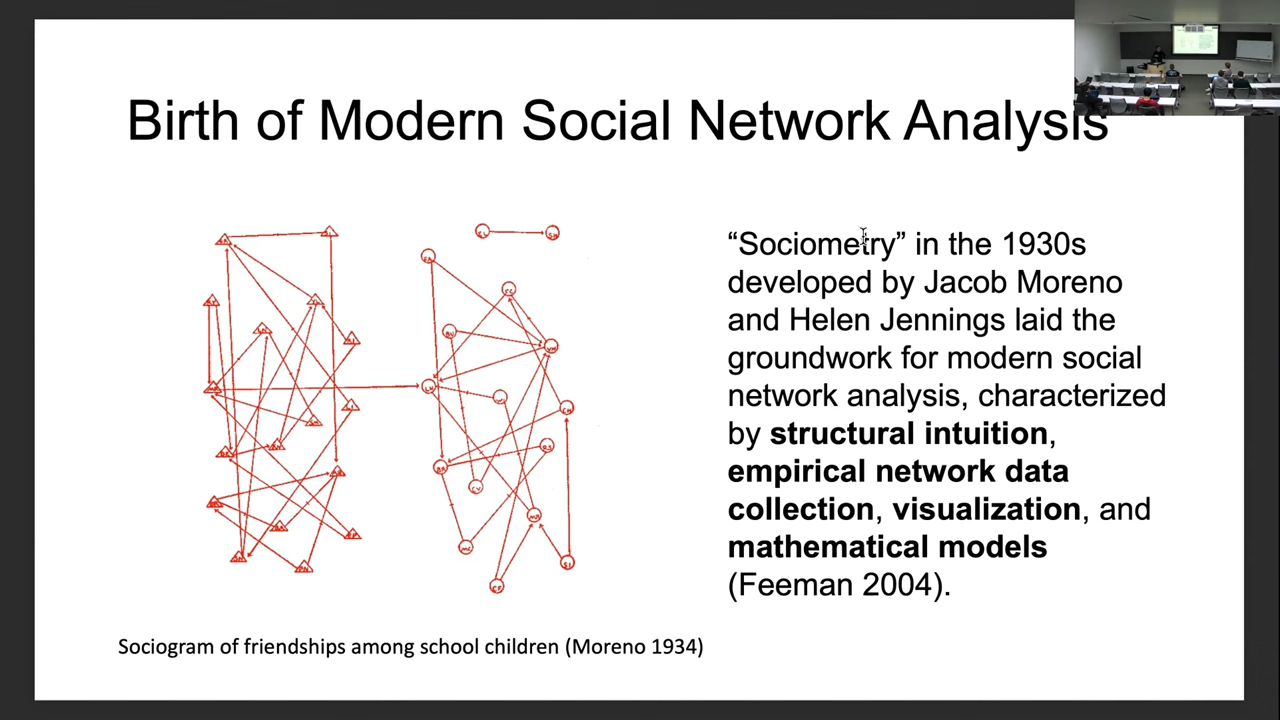 Birth of Modern Social Network Analysis
“Sociometry” in the 1930s
developed by Jacob Moreno
and Helen Jennings laid the
groundwork for modern social
network analysis, characterized
by structural intuition,
empirical network data
collection, visualization, and
mathematical models
(Feeman 2004).
Sociogram of friendships among school children (Moreno 1934)